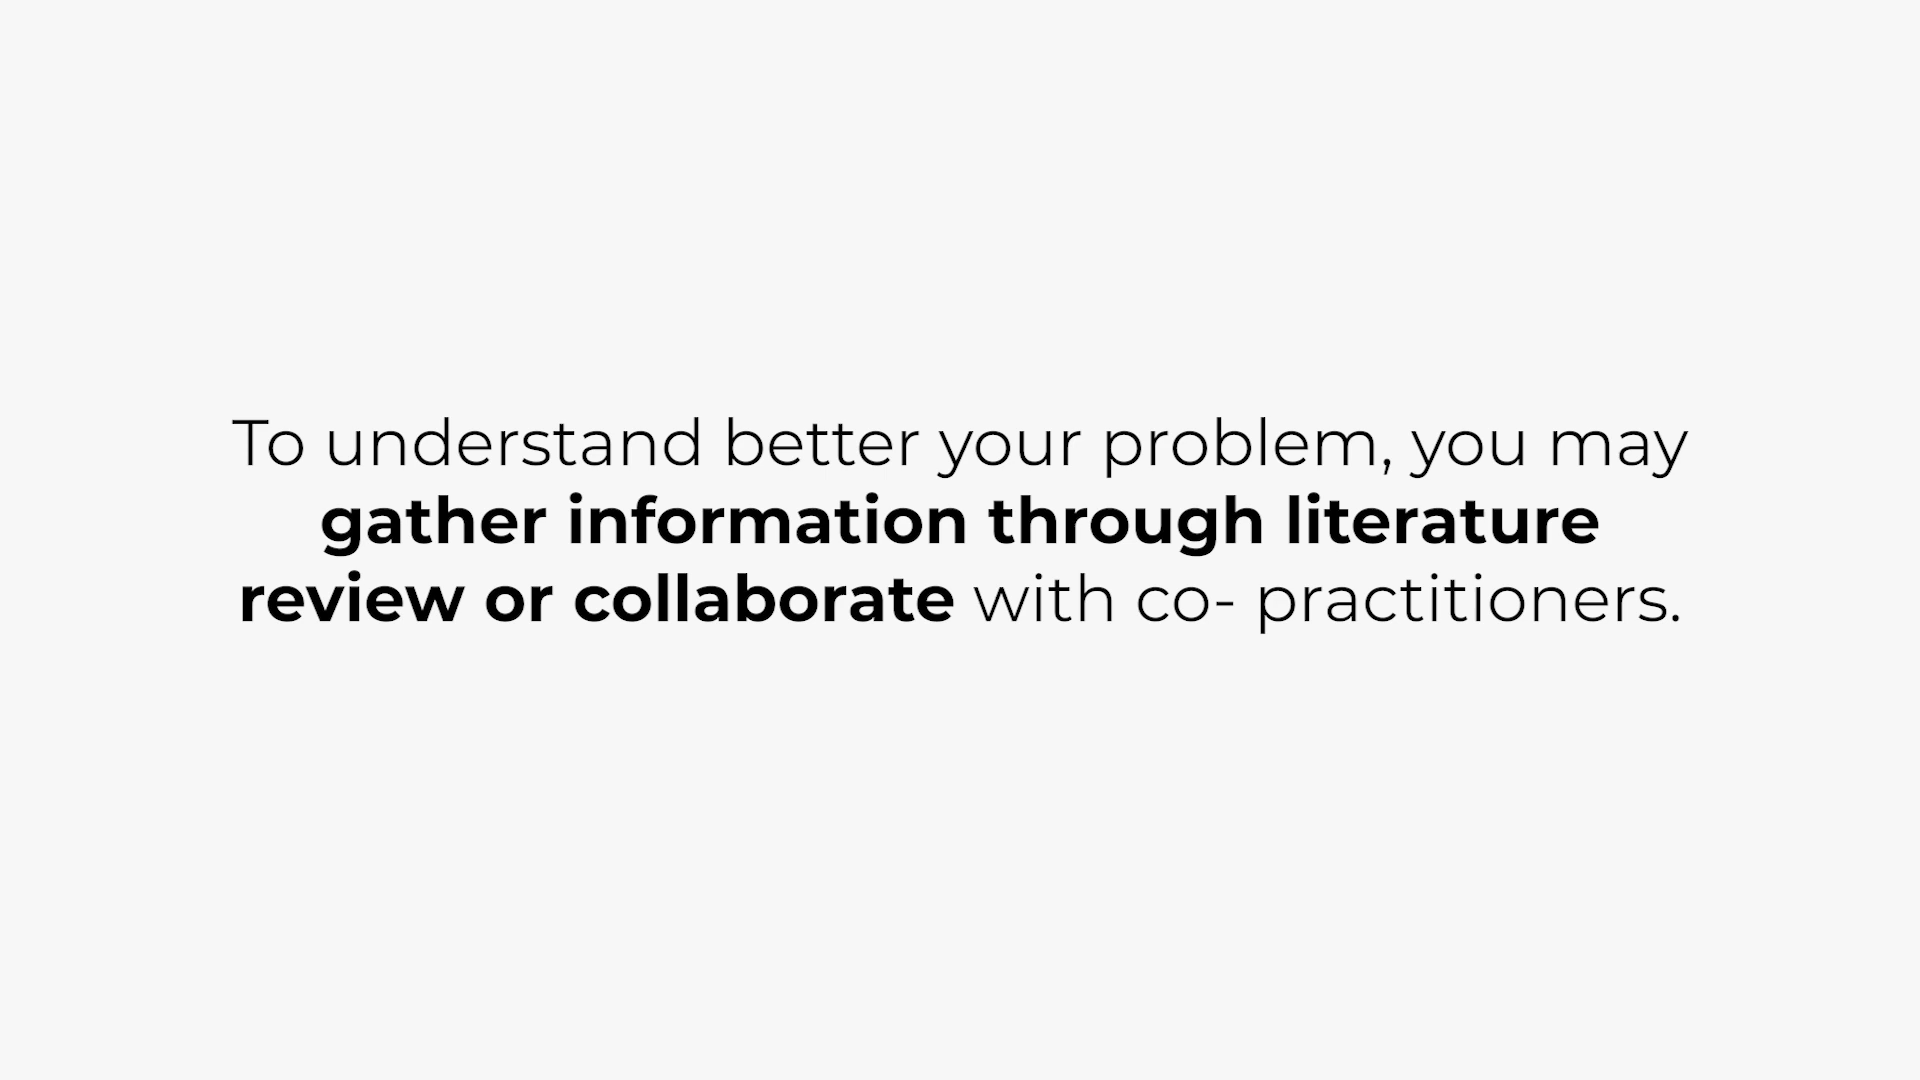 To understand better your problem, you may
gather information through literature
review or collaborate with co- practitioners.